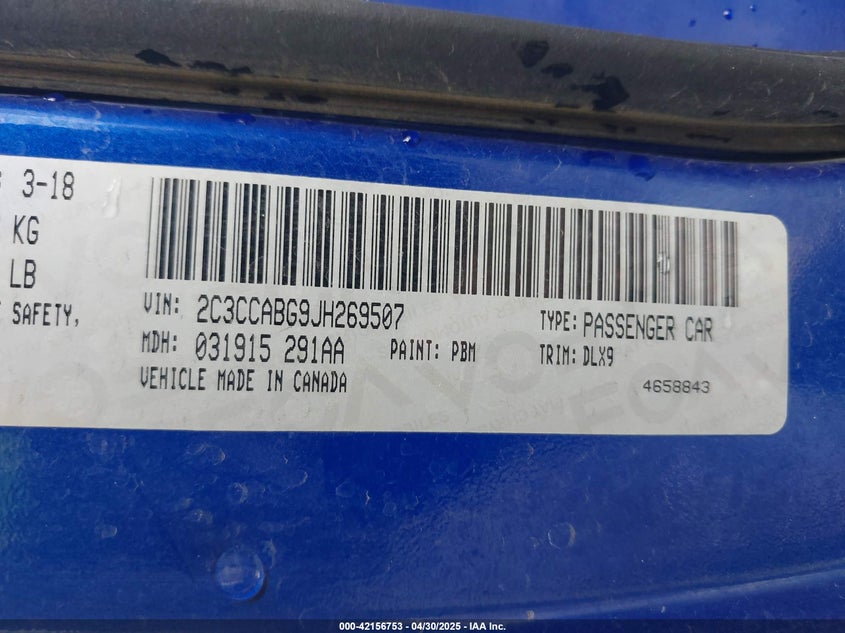 3-18
KG
LB
SAFETY,
VIN: 2C3CCABG9JH269507
TYPE: PASSENGER CAR
MDH: 031915 291AA
PAINT: PBM
TRIM: DLX9
VEHICLE MADE IN CANADA
4658843
000-42156753 - 04/30/2025 - IAA Inc.